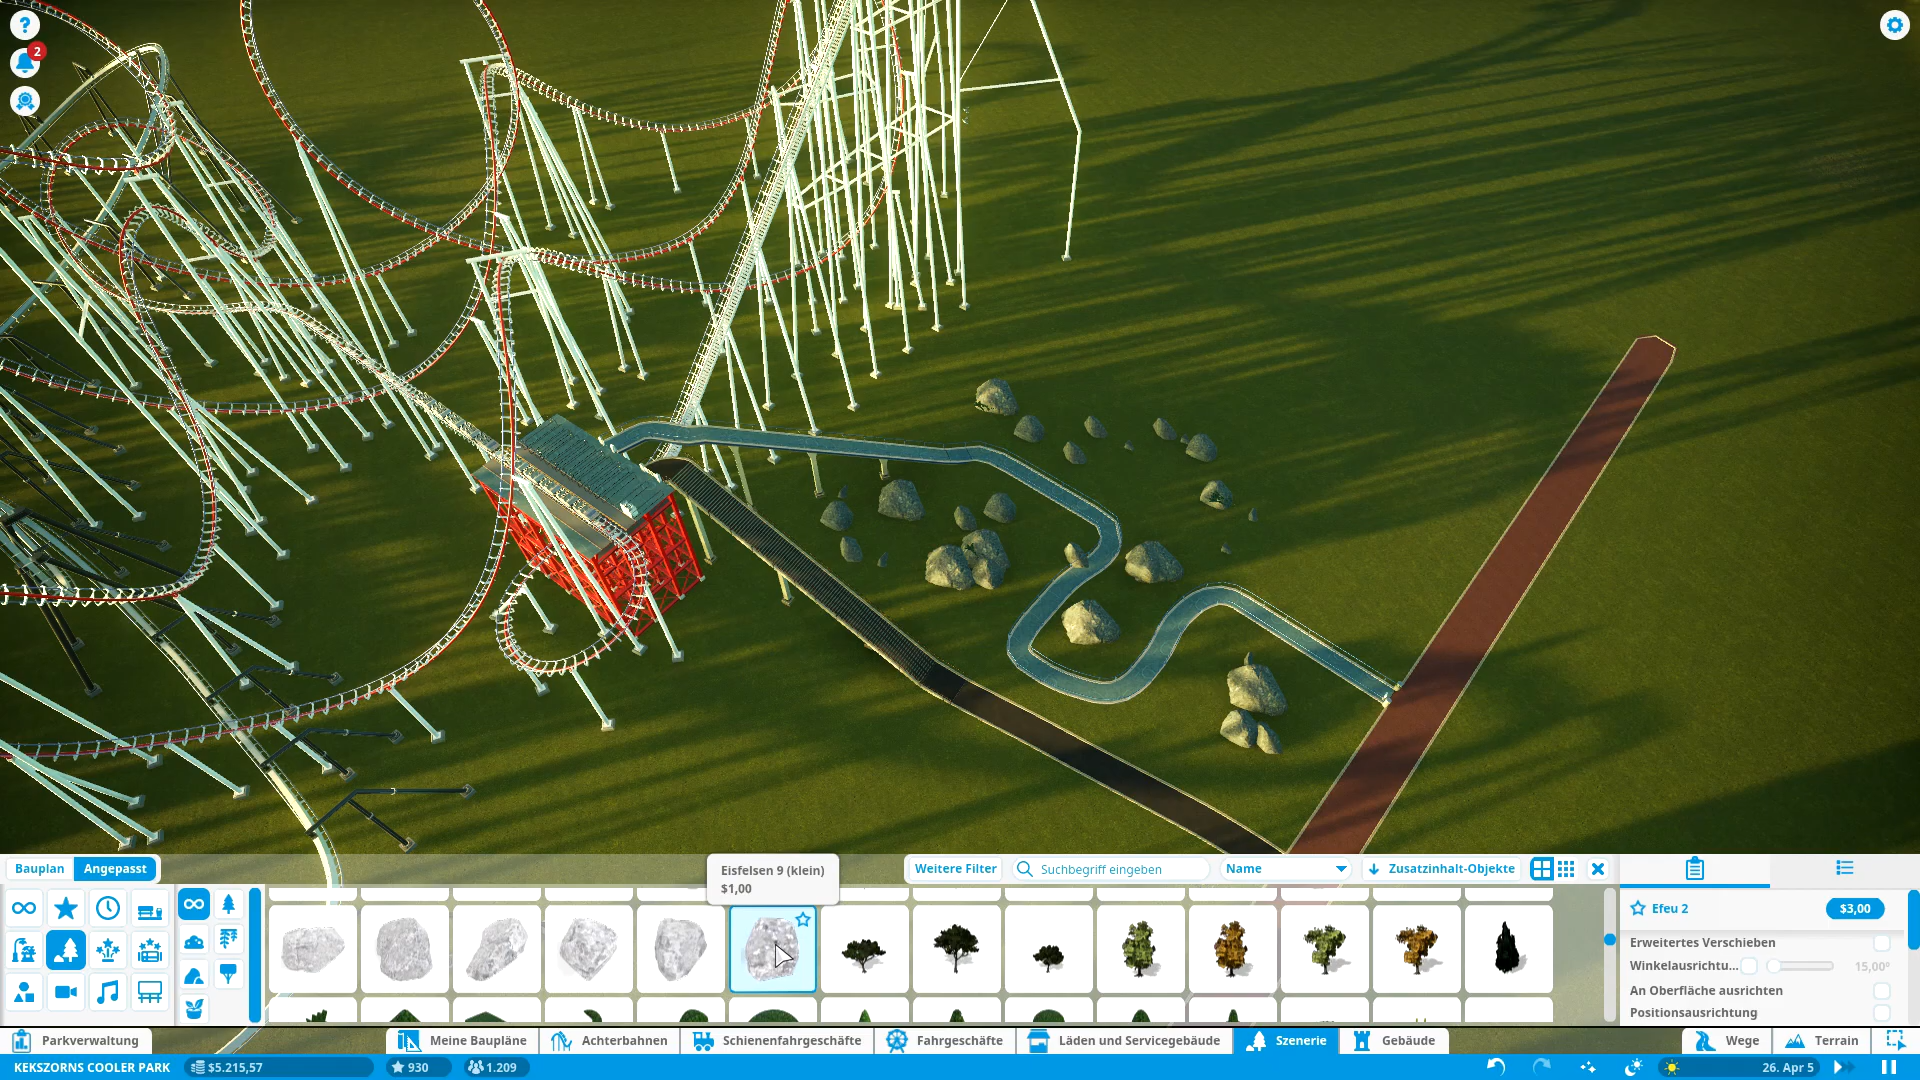 ?
2
Bauplan
Angepasst
Eisfelsen 9 (klein)
$1,00
Weitere Filter
Suchbegriff eingeben
Name
Zusatzinhalt-Objekte
Efeu 2
$3,00
Erweitertes Verschieben
Winkelausrichtu...
15,00°
An Oberfläche ausrichten
Positionsausrichtung
Parkverwaltung
Meine Baupläne
Achterbahnen
Schienenfahrgeschäfte
Fahrgeschäfte
Läden und Servicegebäude
Szenerie
Gebäude
Wege
Terrain
KEKSZORNS COOLER PARK
$5.215,57
930
1.209
26. Apr 5